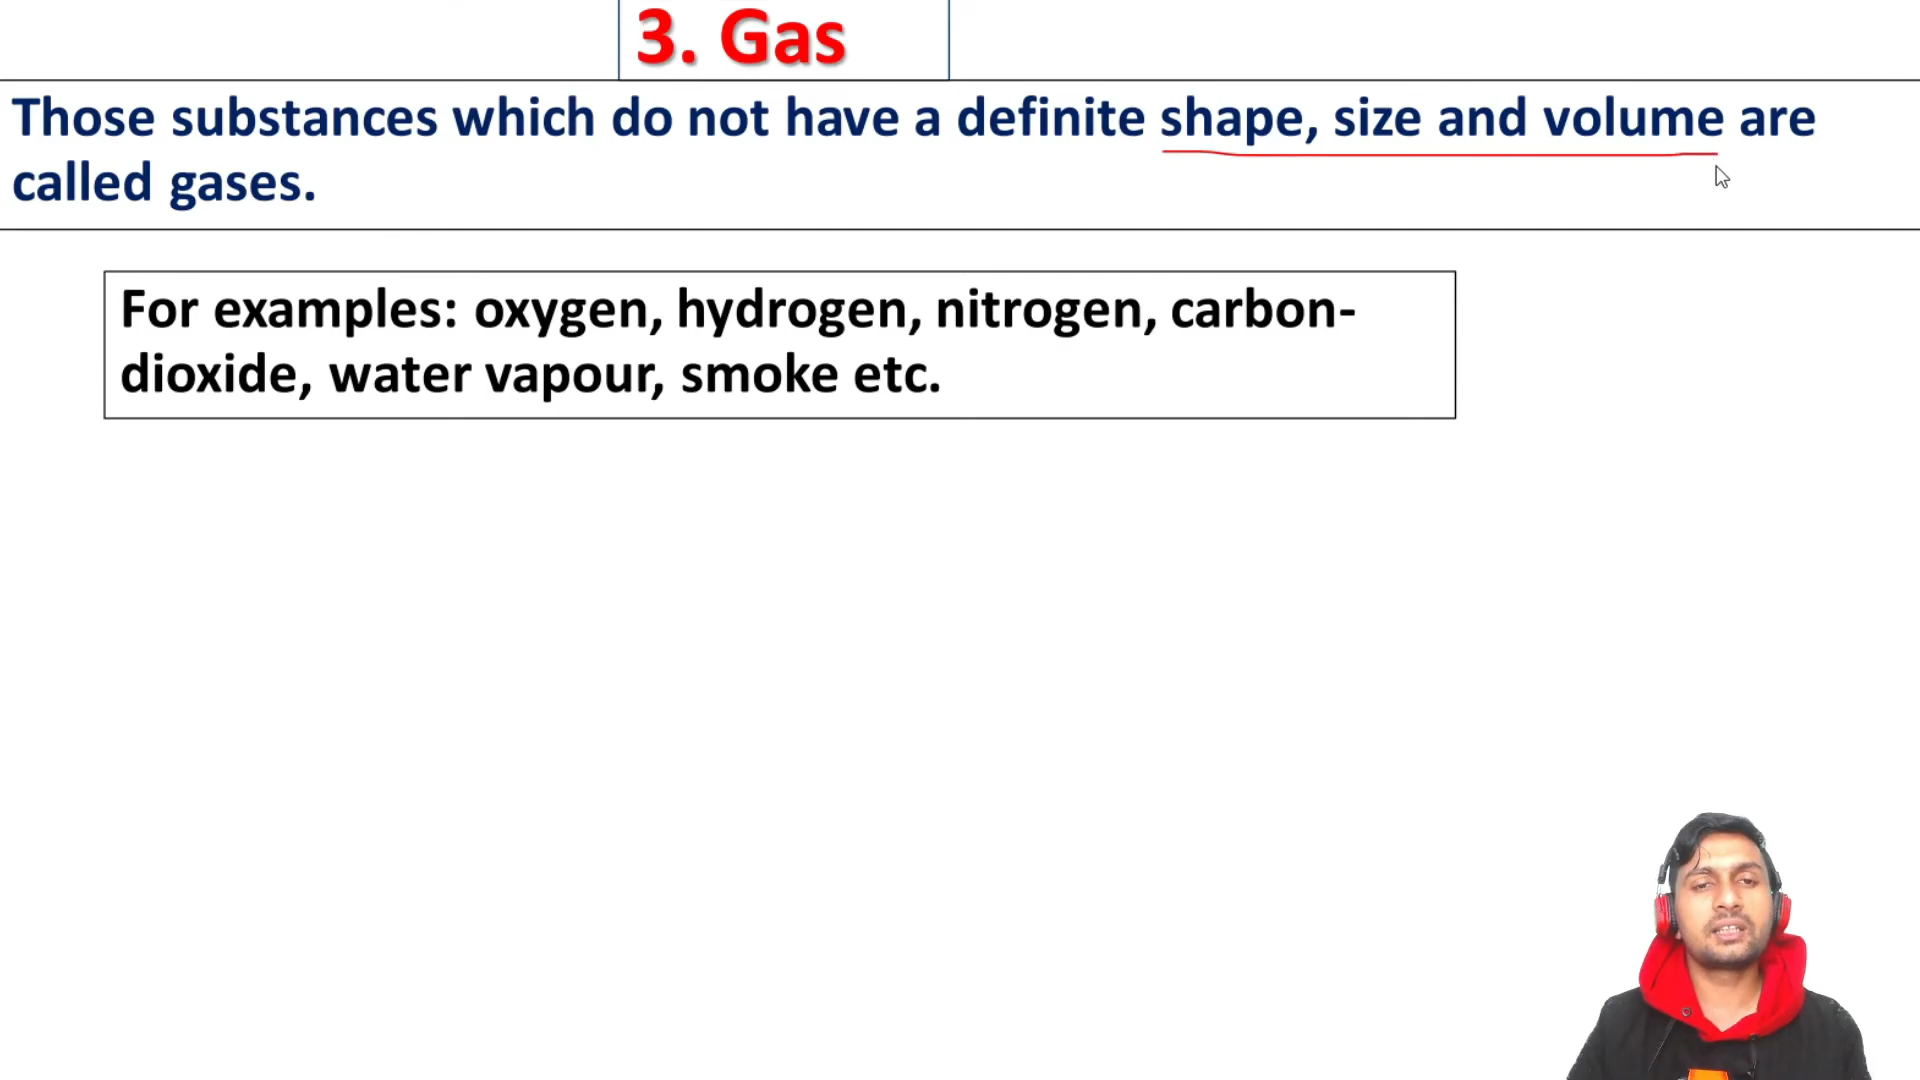 3. Gas
Those substances which do not have a definite shape, size and volume are
called gases.
For examples: oxygen, hydrogen, nitrogen, carbon-
dioxide, water vapour, smoke etc.